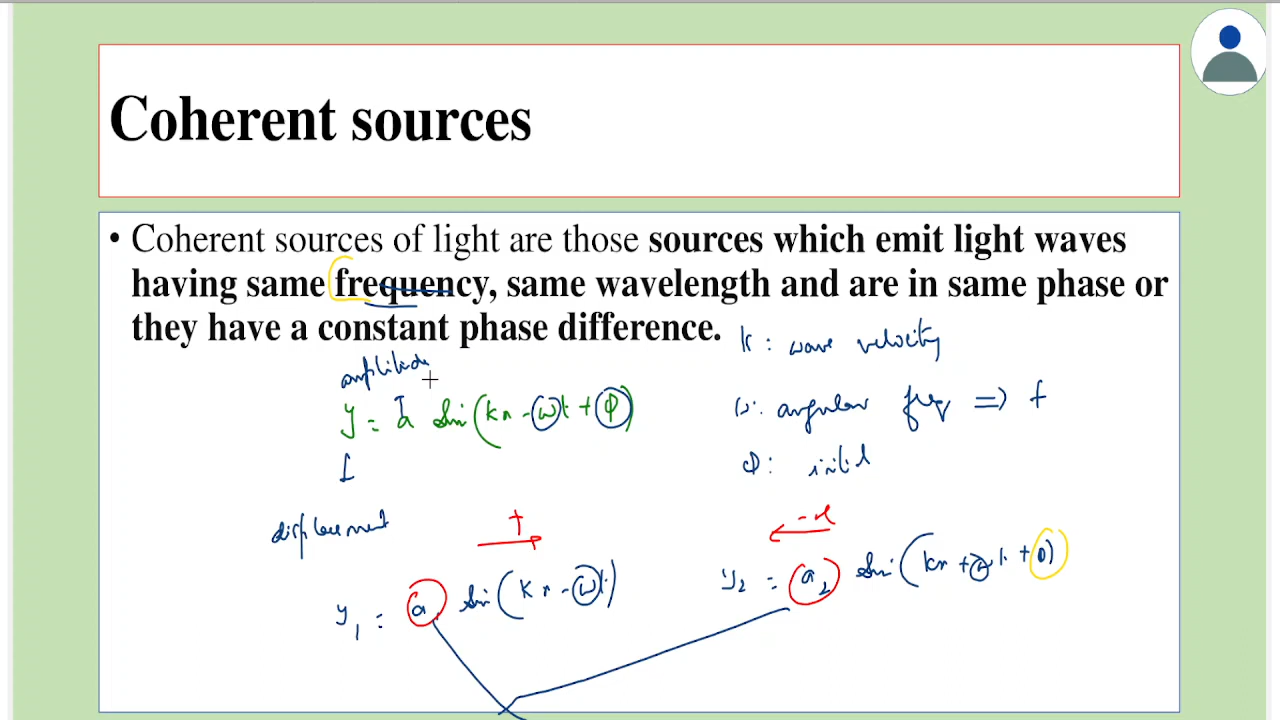 Coherent sources
• Coherent sources of light are those sources which emit light waves
having same frequency, same wavelength and are in same phase or
they have a constant phase difference.
k : wave velocity
amplitude
y = a sin(kx - ωt + φ)
ω: angular freq => f
φ: initial
displacement
+
-x
y₁ = a₁ sin(kx - ωt)
y₂ = a₂ sin(kx + ωt + φ)